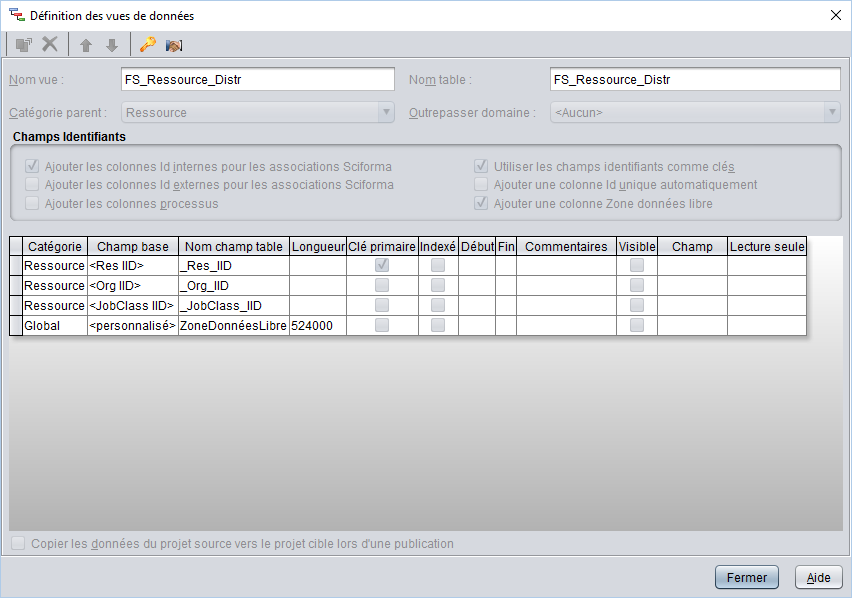 Définition des vues de données
Nom vue : FS_Ressource_Distr Nom table : FS_Ressource_Distr
Catégorie parent : Ressource Outrepasser domaine : <Aucun>
Champs Identifiants
Ajouter les colonnes Id internes pour les associations Sciforma Utiliser les champs identifiants comme clés
Ajouter les colonnes Id externes pour les associations Sciforma Ajouter une colonne Id unique automatiquement
Ajouter les colonnes processus Ajouter une colonne Zone données libre
Catégorie Champ base Nom champ table Longueur Clé primaire Indexé Début Fin Commentaires Visible Champ Lecture seule
Ressource <Res IID> _Res_IID
Ressource <Org IID> _Org_IID
Ressource <JobClass IID> _JobClass_IID
Global <personnalisé> ZoneDonnéesLibre 524000
Copier les données du projet source vers le projet cible lors d'une publication
Fermer Aide